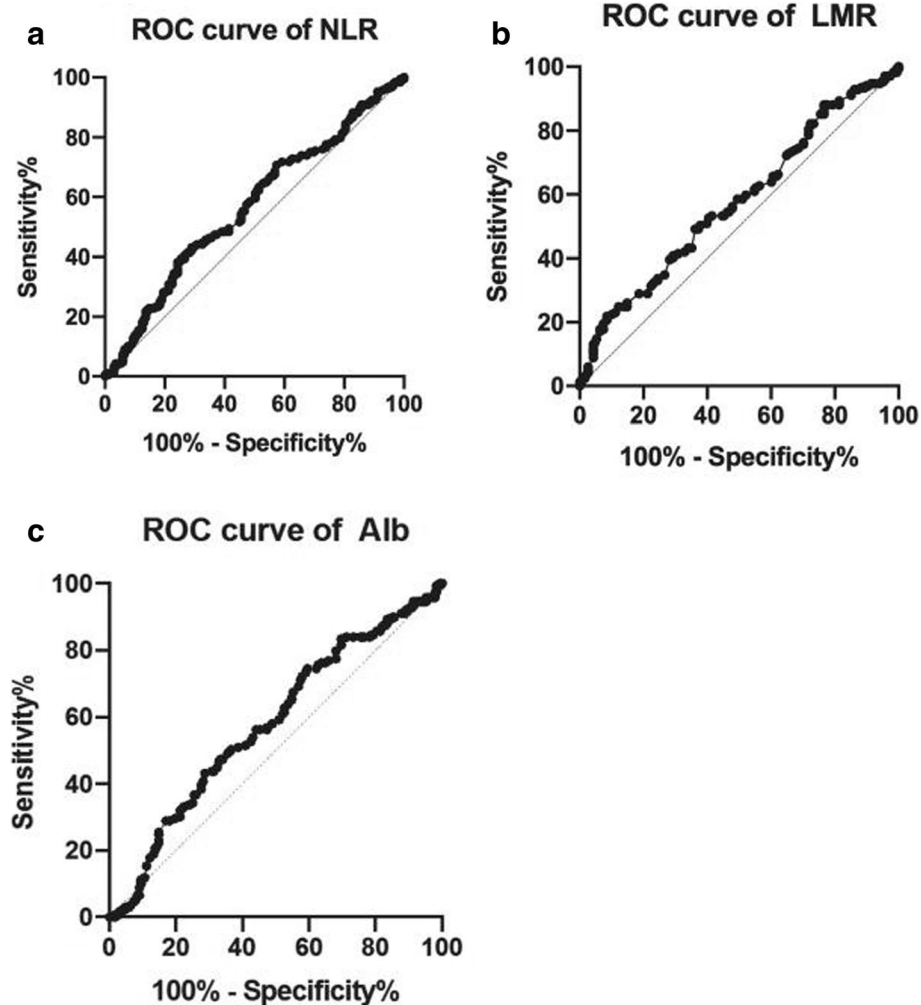 a
ROC curve of NLR
100
80
60
40
20
0
Sensitivity%
0 20 40 60 80 100
100% - Specificity%
b
ROC curve of LMR
100
80
60
40
20
0
Sensitivity%
0 20 40 60 80 100
100% - Specificity%
c
ROC curve of Alb
100
80
60
40
20
0
Sensitivity%
0 20 40 60 80 100
100% - Specificity%